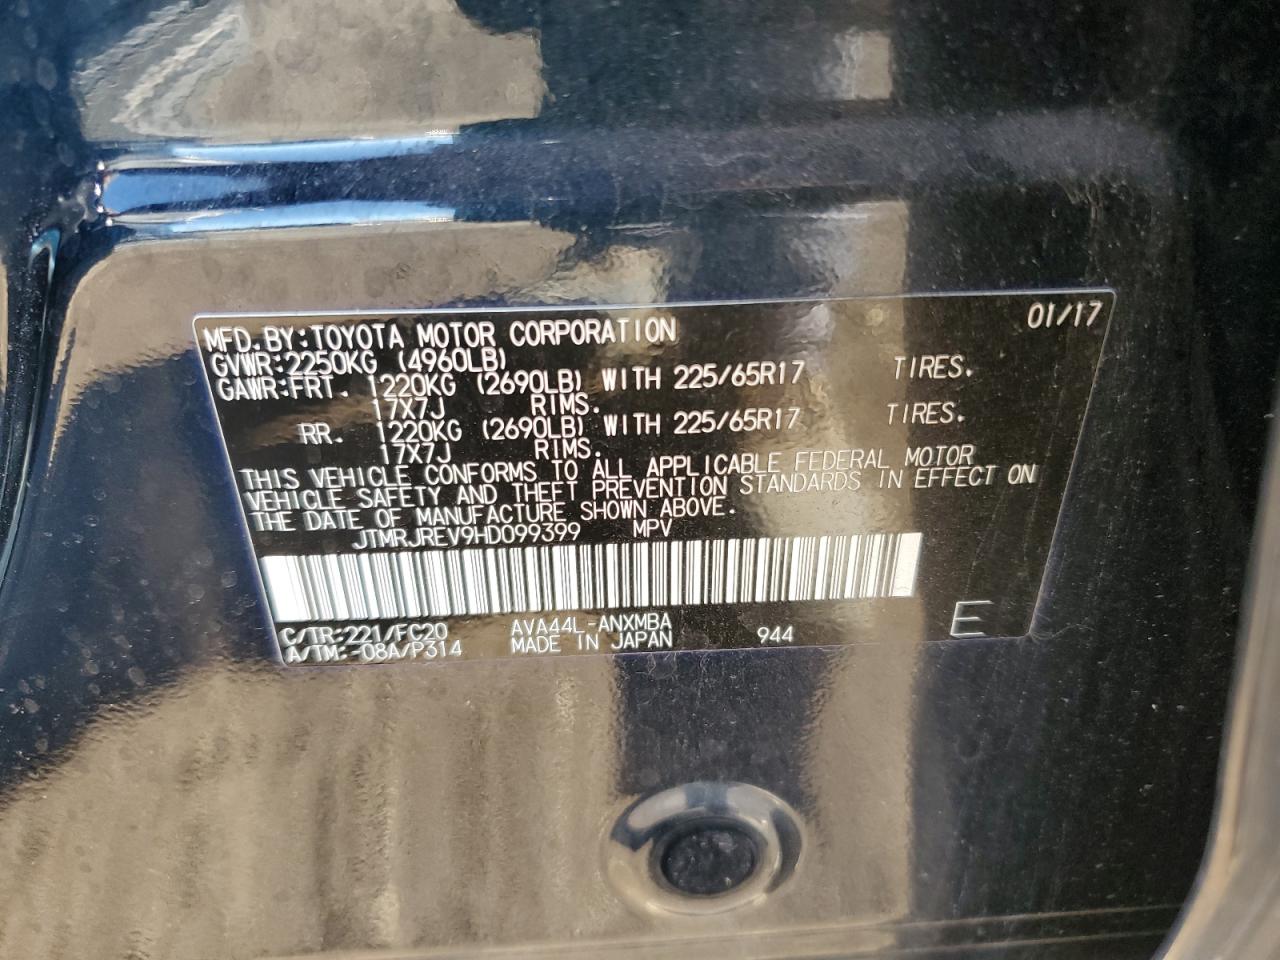 MFD.BY:TOYOTA MOTOR CORPORATION 01/17
GVWR:2250KG (4960LB)
GAWR:FRT. 1220KG (2690LB) WITH 225/65R17 TIRES.
17X7J RIMS.
RR. 1220KG (2690LB) WITH 225/65R17 TIRES.
17X7J RIMS.
THIS VEHICLE CONFORMS TO ALL APPLICABLE FEDERAL MOTOR
VEHICLE SAFETY AND THEFT PREVENTION STANDARDS IN EFFECT ON
THE DATE OF MANUFACTURE SHOWN ABOVE.
JTMRJREV9HD099399 MPV
C/TR:221/FC20 AVA44L-ANXMBA 944 E
A/TM:-08A/P314 MADE IN JAPAN